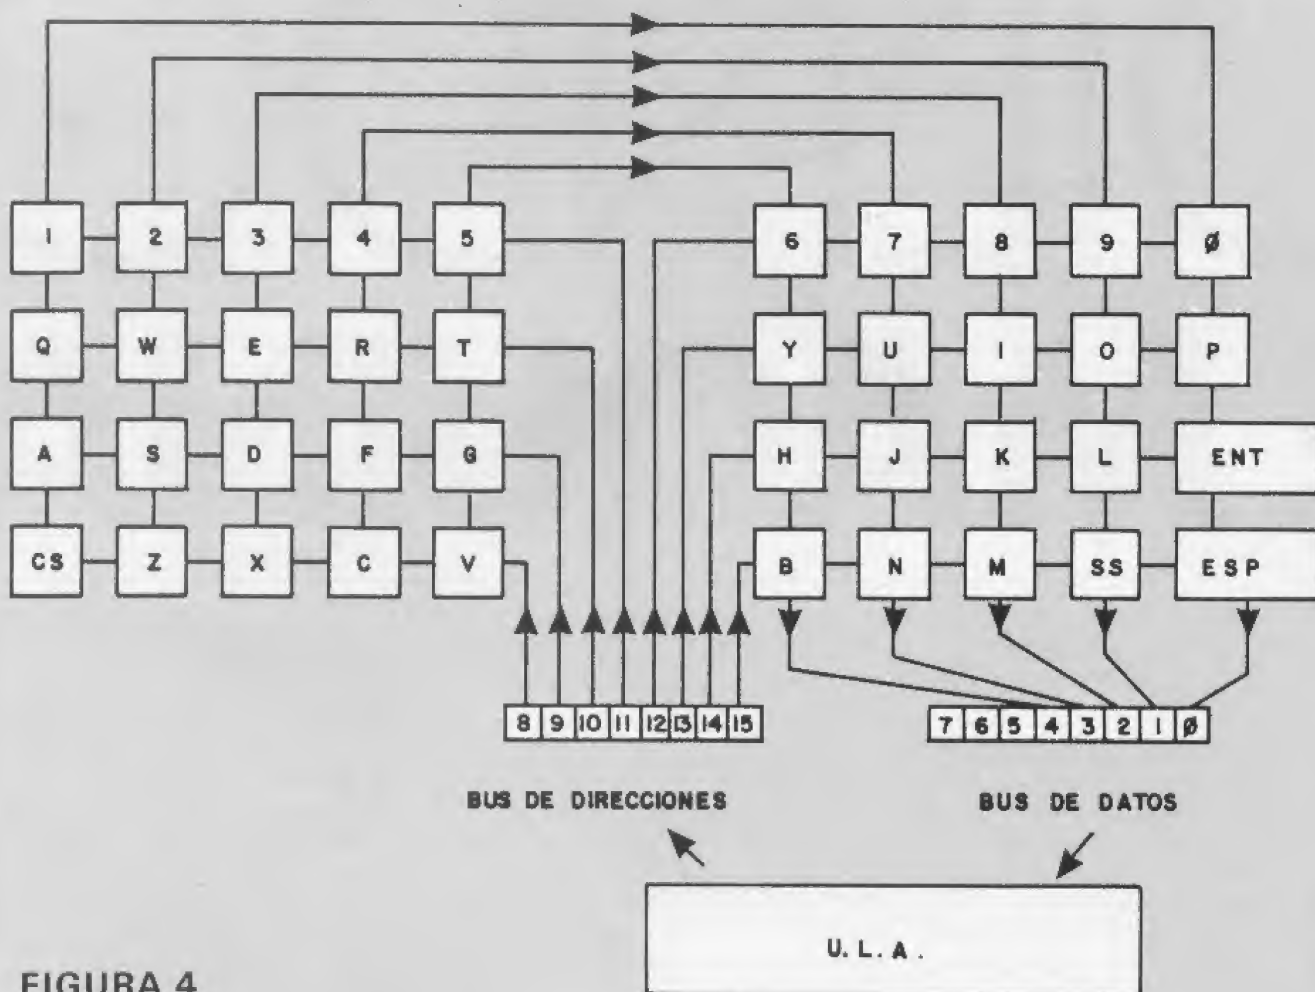 1 2 3 4 5 6 7 8 9 Ø
Q W E R T Y U I O P
A S D F G H J K L ENT
CS Z X C V B N M SS ESP
8 9 10 11 12 13 14 15 7 6 5 4 3 2 1 Ø
BUS DE DIRECCIONES BUS DE DATOS
U.L.A.
FIGURA 4